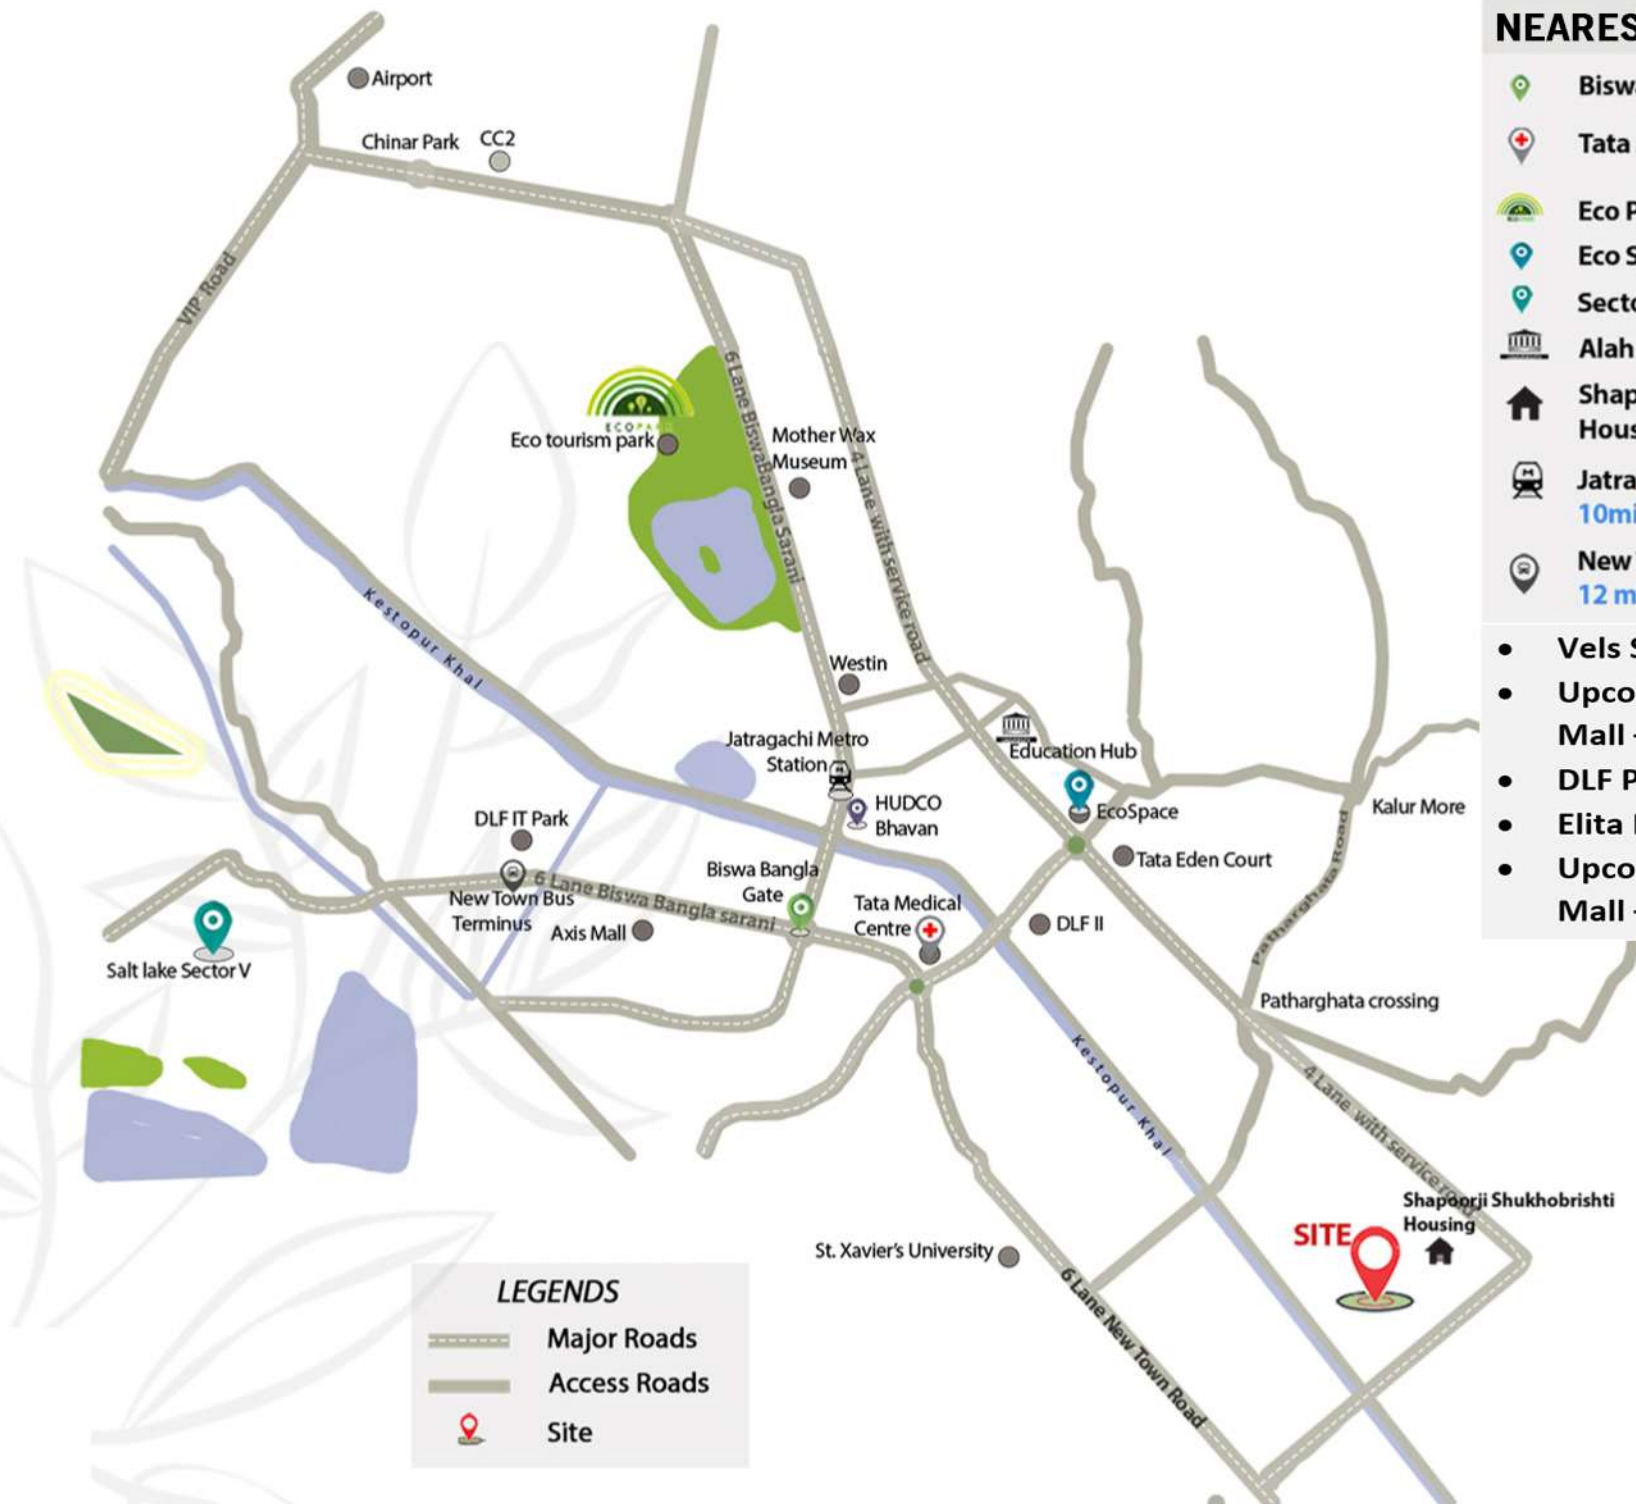 Airport
Chinar Park
CC2
VIP Road
ECOPARK
Eco tourism park
6 Lane BiswaBangla Sarani
Mother Wax
Museum
4 Lane with service road
Kestopur Khal
Westin
Jatragachi Metro
Station
HUDCO
Bhavan
Education Hub
EcoSpace
Tata Eden Court
Kalur More
Patharghata Road
DLF IT Park
New Town Bus
Terminus
6 Lane Biswa Bangla sarani
Axis Mall
Biswa Bangla
Gate
Tata Medical
Centre
DLF II
Salt lake Sector V
Patharghata crossing
Kestopur Khal
4 Lane with service road
Shapoorji Shukhobrishti
Housing
SITE
St. Xavier's University
6 Lane New Town Road
LEGENDS
Major Roads
Access Roads
Site
NEARES
Biswa
Tata
Eco P
Eco S
Secto
Alah
Shap
Hous
Jatra
10mi
New
12 m
• Vels S
• Upco
Mall -
• DLF P
• Elita
• Upco
Mall -